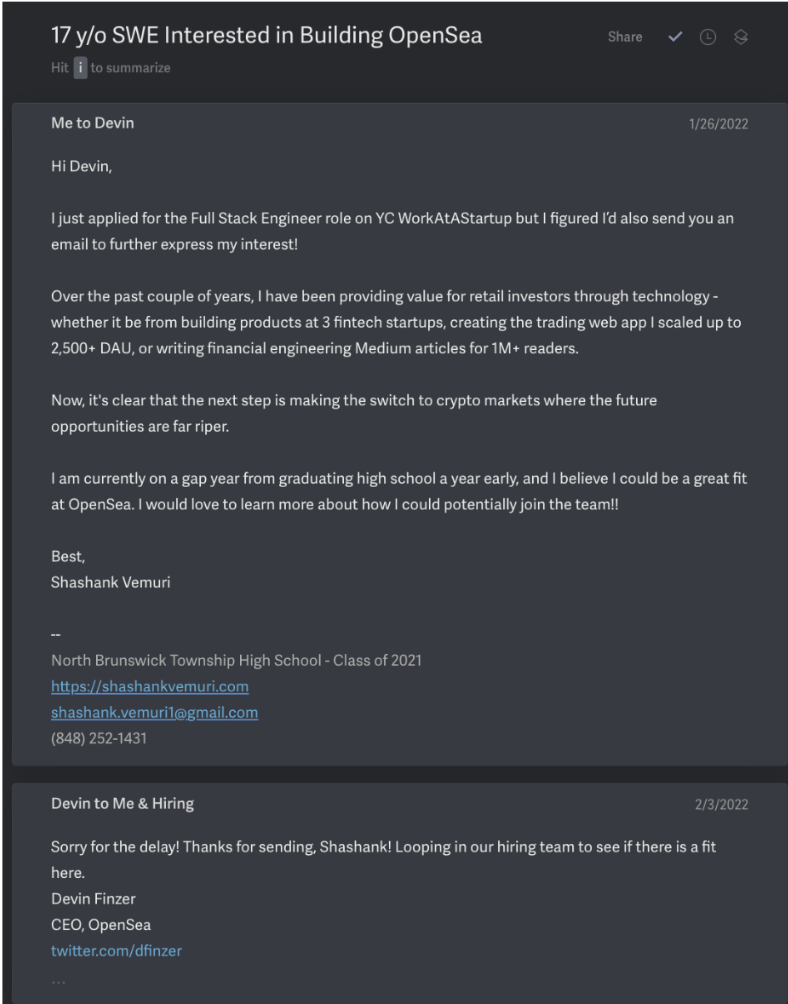 17 y/o SWE Interested in Building OpenSea
Share
Hit i to summarize
Me to Devin
1/26/2022
Hi Devin,
I just applied for the Full Stack Engineer role on YC WorkAtAStartup but I figured I'd also send you an
email to further express my interest!
Over the past couple of years, I have been providing value for retail investors through technology -
whether it be from building products at 3 fintech startups, creating the trading web app I scaled up to
2,500+ DAU, or writing financial engineering Medium articles for 1M+ readers.
Now, it's clear that the next step is making the switch to crypto markets where the future
opportunities are far riper.
I am currently on a gap year from graduating high school a year early, and I believe I could be a great fit
at OpenSea. I would love to learn more about how I could potentially join the team!!
Best,
Shashank Vemuri
--
North Brunswick Township High School - Class of 2021
https://shashankvemuri.com
shashank.vemuri1@gmail.com
(848) 252-1431
Devin to Me & Hiring
2/3/2022
Sorry for the delay! Thanks for sending, Shashank! Looping in our hiring team to see if there is a fit
here.
Devin Finzer
CEO, OpenSea
twitter.com/dfinzer
...